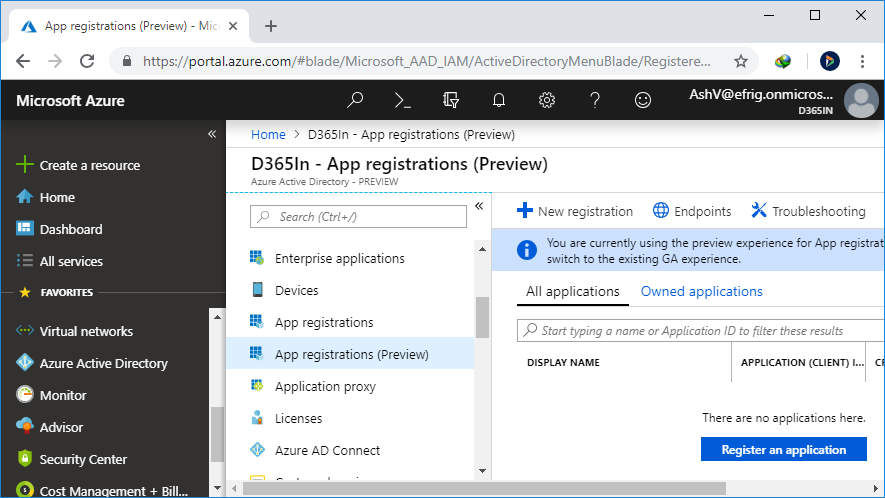 App registrations (Preview) - Mic
https://portal.azure.com/#blade/Microsoft_AAD_IAM/ActiveDirectoryMenuBlade/Registere...
Microsoft Azure
AshV@efrig.onmicros...
D365IN
Create a resource
Home
Dashboard
All services
FAVORITES
Virtual networks
Azure Active Directory
Monitor
Advisor
Security Center
Cost Management + Bill...
Home > D365In - App registrations (Preview)
D365In - App registrations (Preview)
Azure Active Directory - PREVIEW
Search (Ctrl+/)
Enterprise applications
Devices
App registrations
App registrations (Preview)
Application proxy
Licenses
Azure AD Connect
New registration
Endpoints
Troubleshooting
You are currently using the preview experience for App registrat
switch to the existing GA experience.
All applications
Owned applications
Start typing a name or Application ID to filter these results
DISPLAY NAME
APPLICATION (CLIENT) I...
There are no applications here.
Register an application